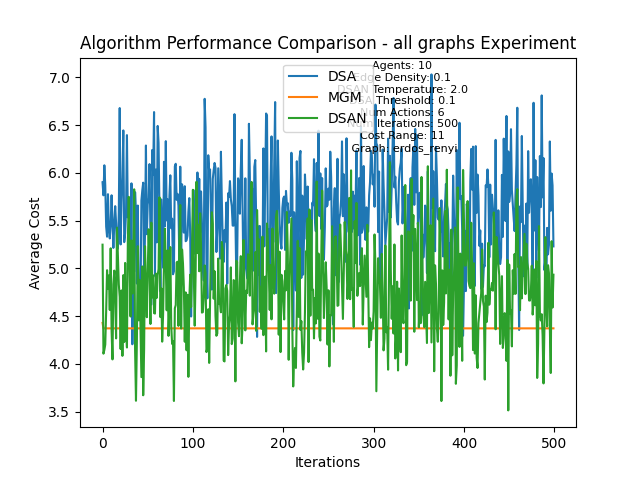 Algorithm Performance Comparison - all graphs Experiment
Average Cost
7.0
6.5
6.0
5.5
5.0
4.5
4.0
3.5
DSA
MGM
DSAN
Agents: 10
Edge Density: 0.1
DSAN Temperature: 2.0
Threshold: 0.1
Num Actions: 6
Num Iterations: 500
Cost Range: 11
Graph: erdos_renyi
0
100
200
300
400
500
Iterations